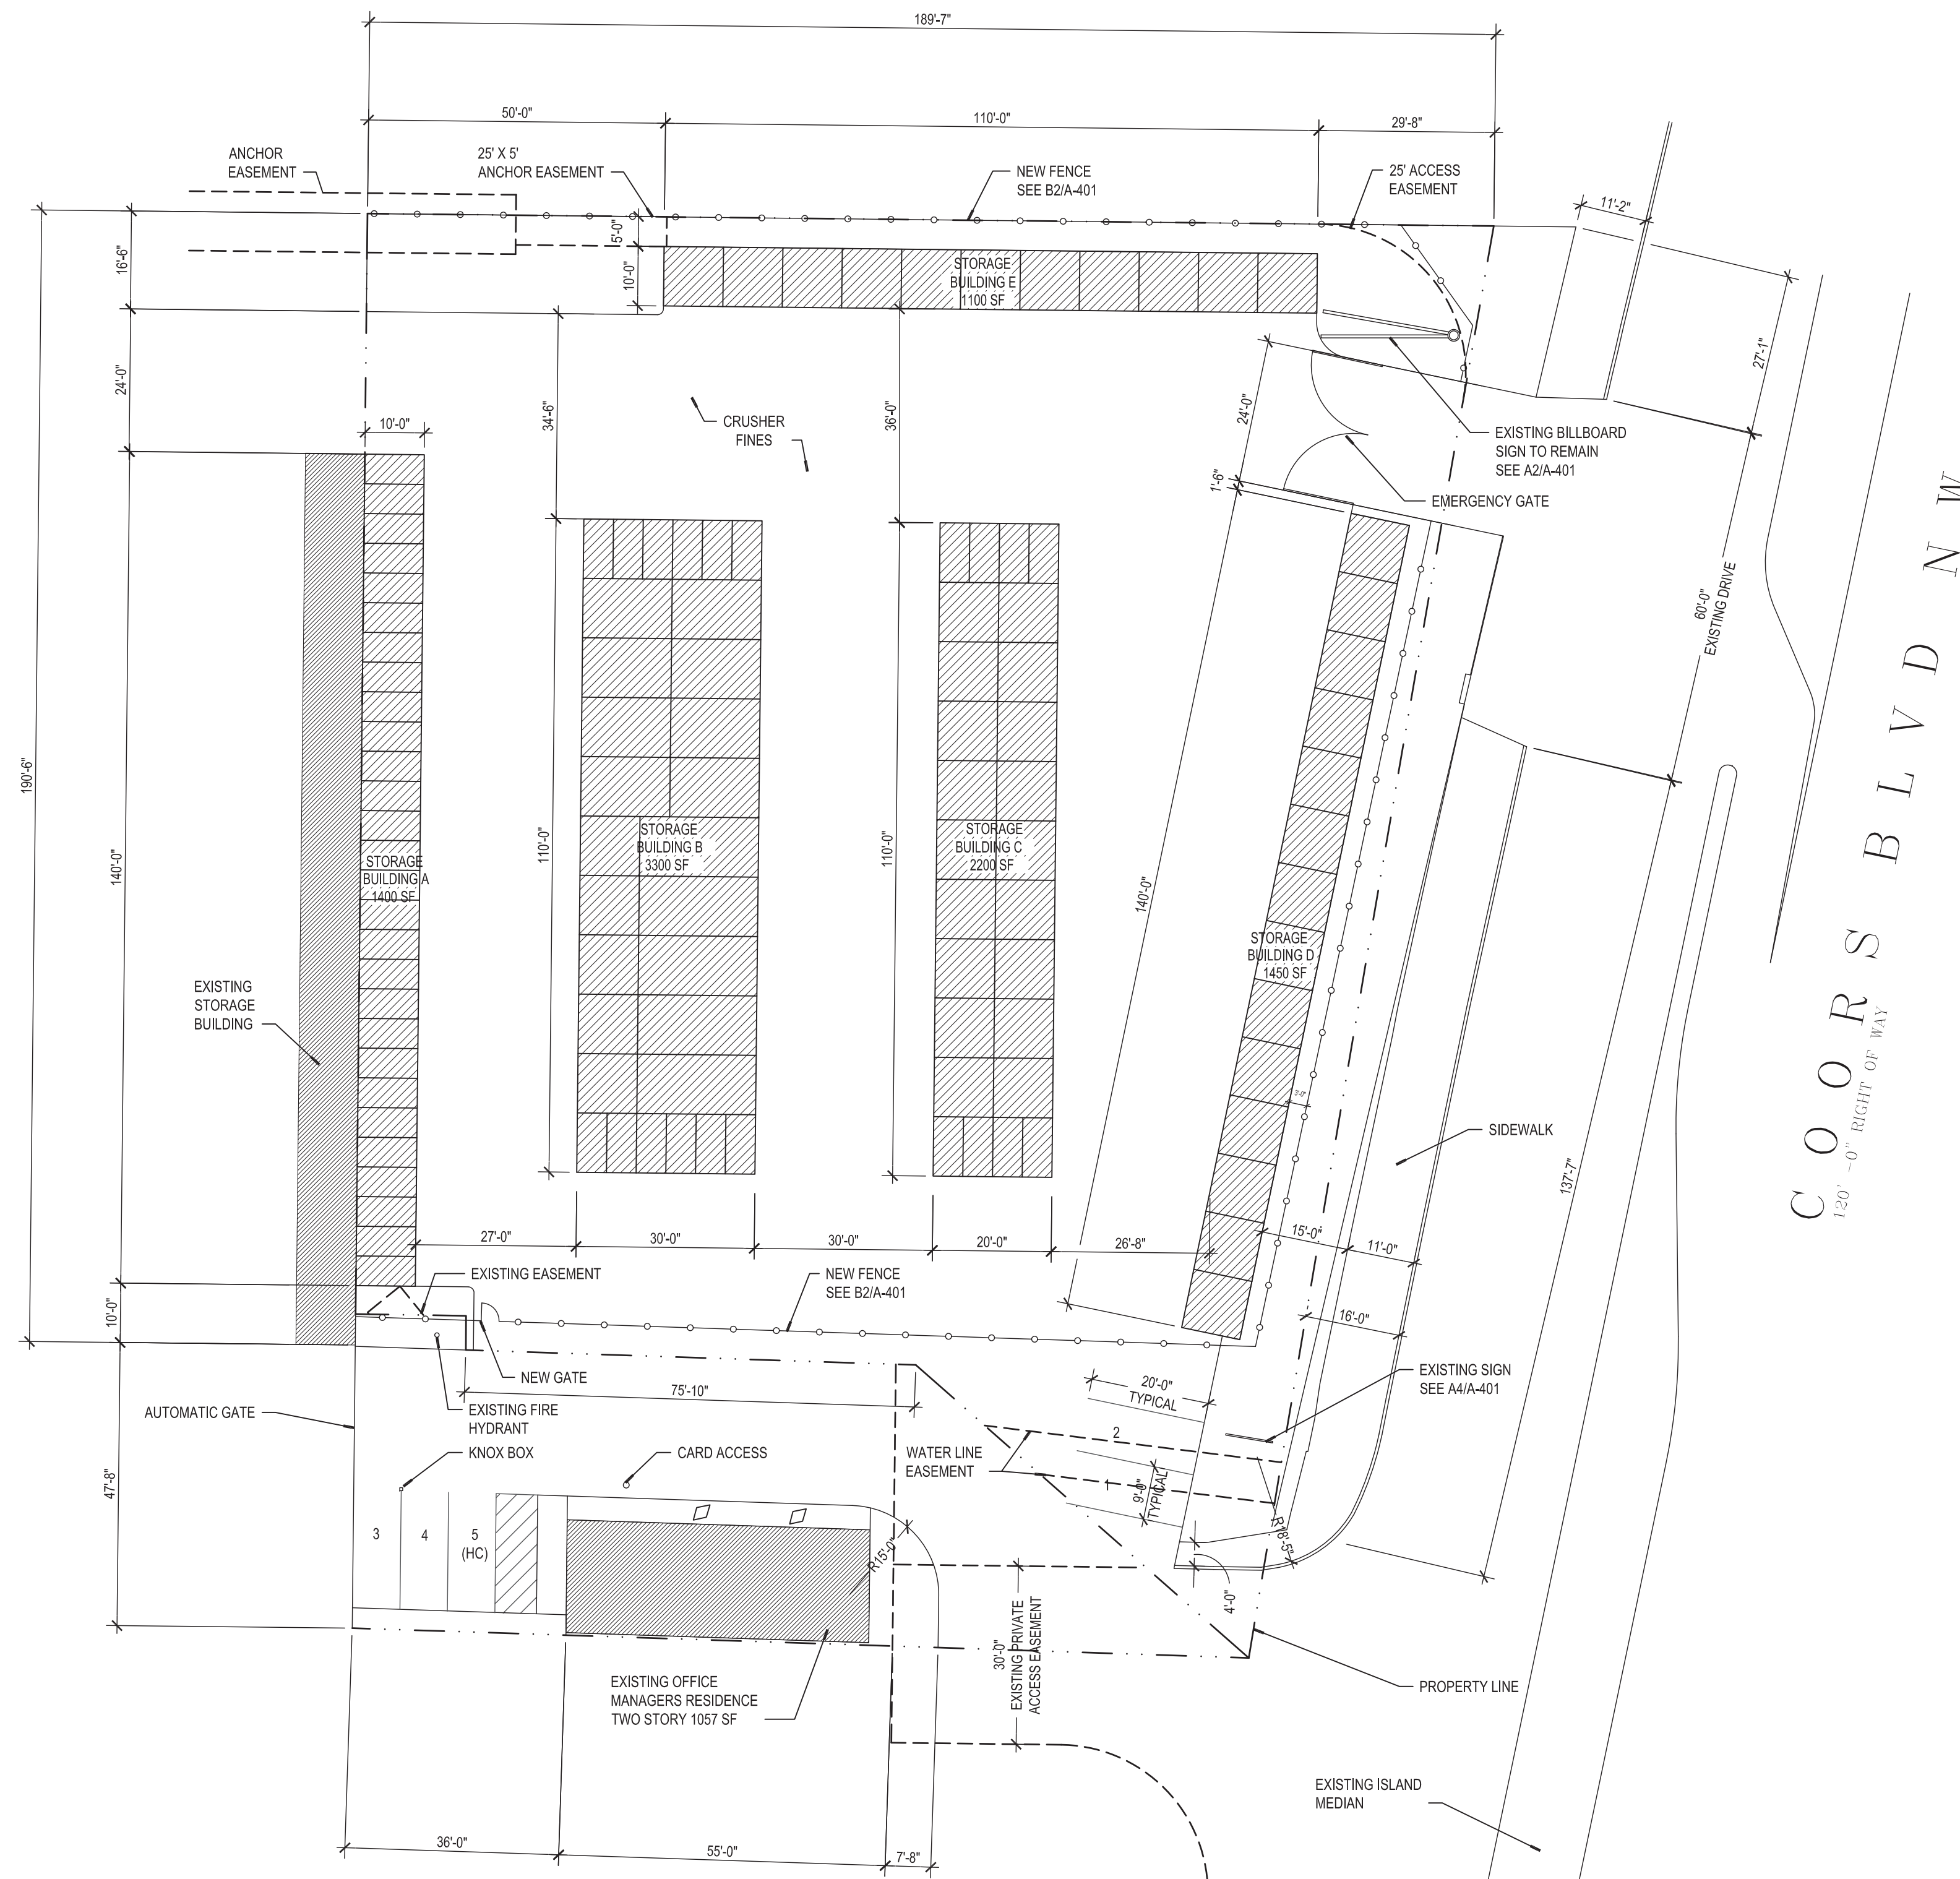 189'-7"
50'-0"
110'-0"
29'-8"
ANCHOR
EASEMENT
25' X 5'
ANCHOR EASEMENT
NEW FENCE
SEE B2/A-401
25' ACCESS
EASEMENT
11'-2"
16'-6"
5'-0"
10'-0"
STORAGE
BUILDING E
1100 SF
27'-1"
24'-0"
10'-0"
34'-6"
CRUSHER
FINES
36'-0"
24'-0"
1'-6"
EXISTING BILLBOARD
SIGN TO REMAIN
SEE A2/A-401
EMERGENCY GATE
60'-0"
EXISTING DRIVE
COORS BLVD NW
120' -0" RIGHT OF WAY
190'-6"
140'-0"
STORAGE
BUILDING A
1400 SF
110'-0"
STORAGE
BUILDING B
3300 SF
110'-0"
STORAGE
BUILDING C
2200 SF
140'-0"
STORAGE
BUILDING D
1450 SF
EXISTING
STORAGE
BUILDING
3'-0"
SIDEWALK
137'-7"
27'-0"
30'-0"
30'-0"
20'-0"
26'-8"
15'-0"
11'-0"
10'-0"
EXISTING EASEMENT
NEW FENCE
SEE B2/A-401
16'-0"
NEW GATE
75'-10"
20'-0"
TYPICAL
EXISTING SIGN
SEE A4/A-401
AUTOMATIC GATE
EXISTING FIRE
HYDRANT
KNOX BOX
CARD ACCESS
WATER LINE
EASEMENT
2
1
9'-0"
TYPICAL
47'-8"
3
4
5
(HC)
R15'-0"
R18'-5"
4'-0"
30'-0"
EXISTING PRIVATE
ACCESS EASEMENT
EXISTING OFFICE
MANAGERS RESIDENCE
TWO STORY 1057 SF
PROPERTY LINE
EXISTING ISLAND
MEDIAN
36'-0"
55'-0"
7'-8"